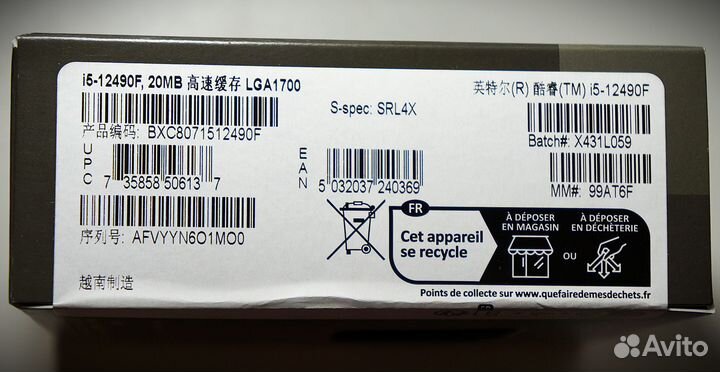 i5-12490F, 20MB 高速缓存 LGA1700
英特尔(R) 酷睿(TM) i5-12490F
S-spec: SRL4X
产品编码: BXC8071512490F
Batch#: X431L059
UPC
7 35858 50613 7
EAN
5 032037 240369
MM#: 99AT6F
序列号: AFVYYN6O1MO0
越南制造
FR
Cet appareil
se recycle
À DÉPOSER
EN MAGASIN
OU
À DÉPOSER
EN DÉCHÈTERIE
Points de collecte sur www.quefairedemesdechets.fr
Avito